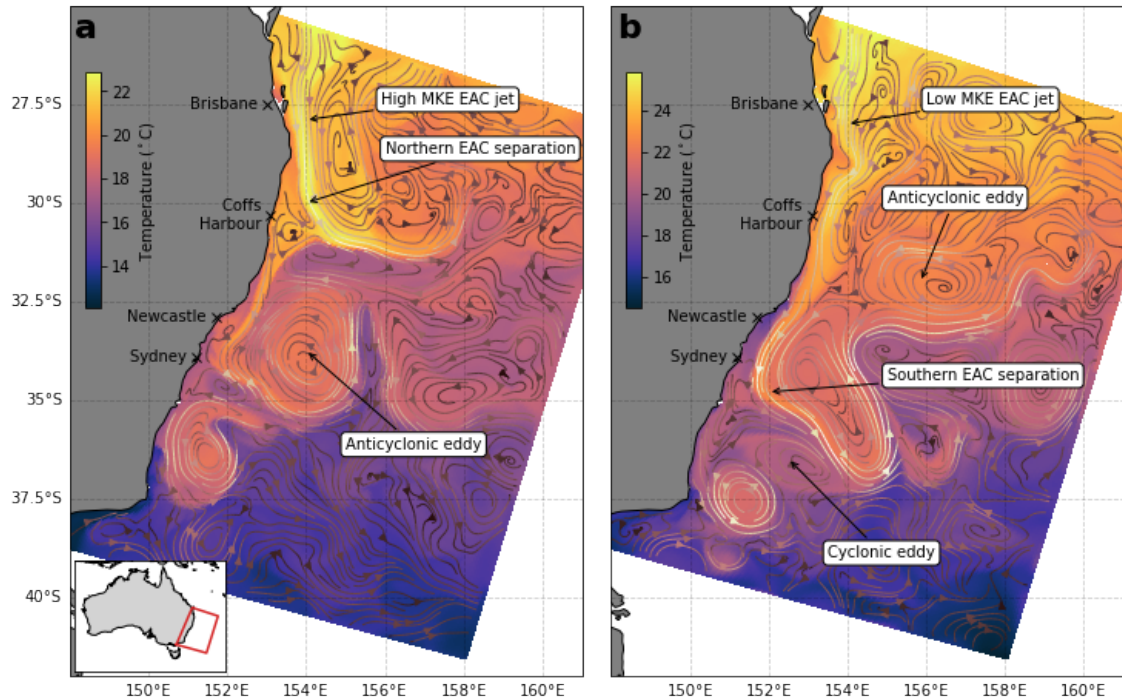 a
22
20
18
16
14
Temperature (°C)
27.5°S
30°S
32.5°S
35°S
37.5°S
40°S
Brisbane
Coffs
Harbour
Newcastle
Sydney
High MKE EAC jet
Northern EAC separation
Anticyclonic eddy
150°E
152°E
154°E
156°E
158°E
160°E
b
24
22
20
18
16
Temperature (°C)
Brisbane
Coffs
Harbour
Newcastle
Sydney
Low MKE EAC jet
Anticyclonic eddy
Southern EAC separation
Cyclonic eddy
150°E
152°E
154°E
156°E
158°E
160°E